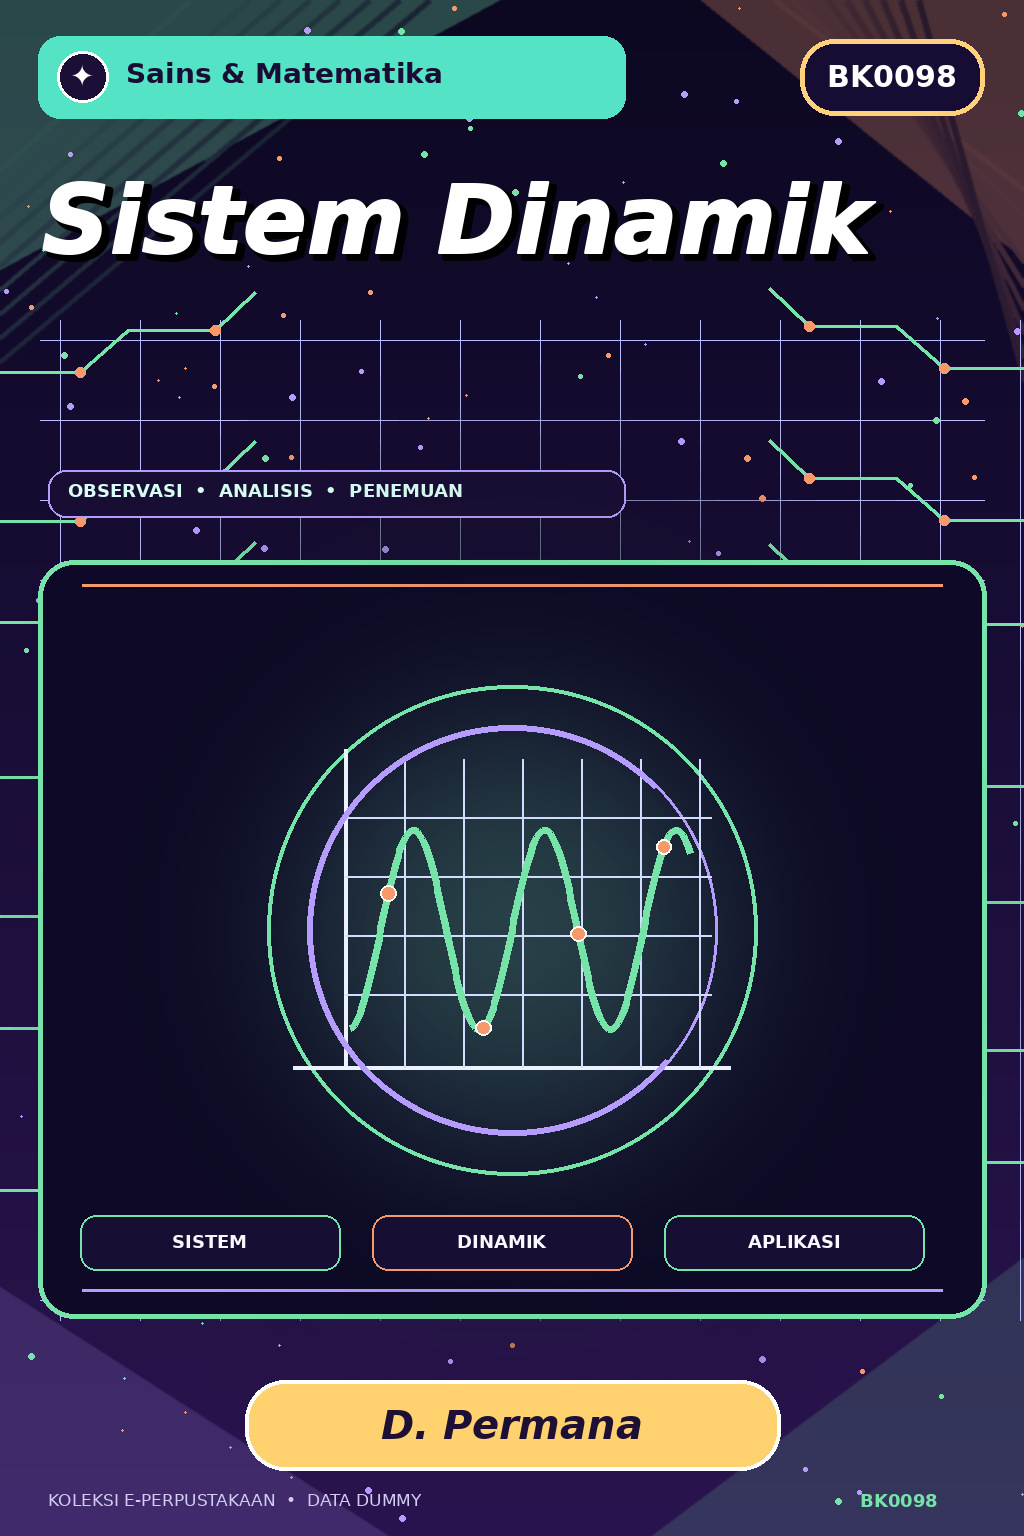 Sains & Matematika
BK0098
Sistem Dinamik
OBSERVASI • ANALISIS • PENEMUAN
SISTEM
DINAMIK
APLIKASI
D. Permana
KOLEKSI E-PERPUSTAKAAN • DATA DUMMY
• BK0098